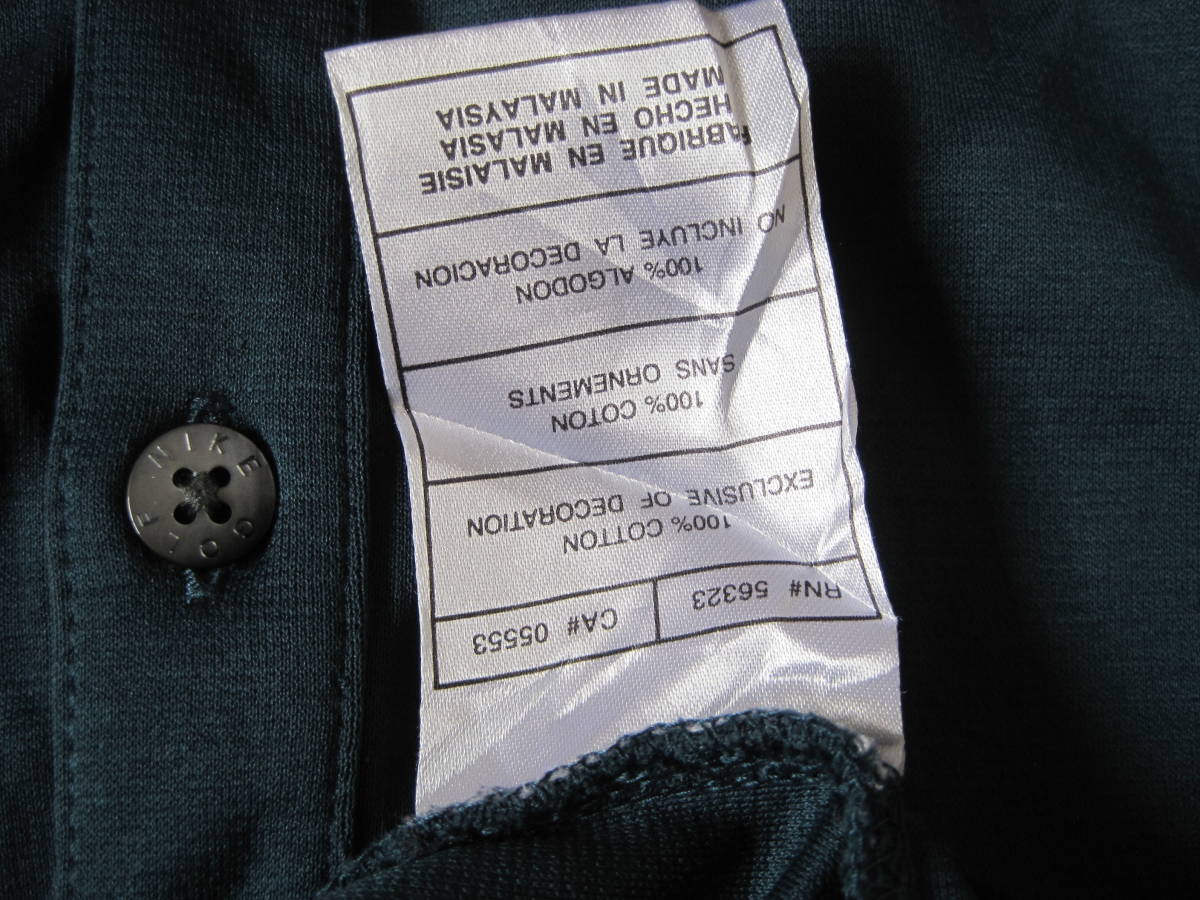 RN# 56323 CA# 05553
100% COTTON
EXCLUSIVE OF DECORATION
100% COTON
SANS ORNEMENTS
100% ALGODON
NO INCLUYE LA DECORACION
FABRIQUE EN MALAISIE
HECHO EN MALASIA
MADE IN MALAYSIA
NIKE GOLF